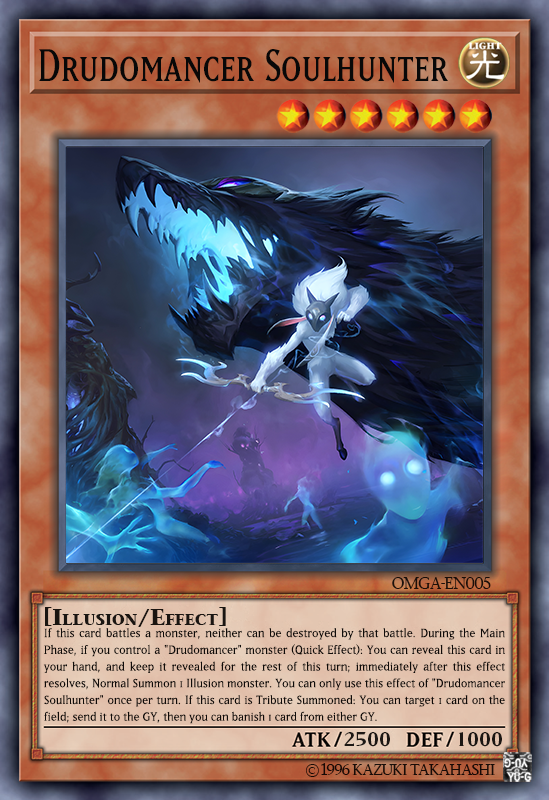 DRUDOMANCER SOULHUNTER
LIGHT
光
OMGA-EN005
[ILLUSION/EFFECT]
If this card battles a monster, neither can be destroyed by that battle. During the Main
Phase, if you control a "Drudomancer" monster (Quick Effect): You can reveal this card in
your hand, and keep it revealed for the rest of this turn; immediately after this effect
resolves, Normal Summon 1 Illusion monster. You can only use this effect of "Drudomancer
Soulhunter" once per turn. If this card is Tribute Summoned: You can target 1 card on the
field; send it to the GY, then you can banish 1 card from either GY.
ATK/2500 DEF/1000
©1996 KAZUKI TAKAHASHI
YU-G